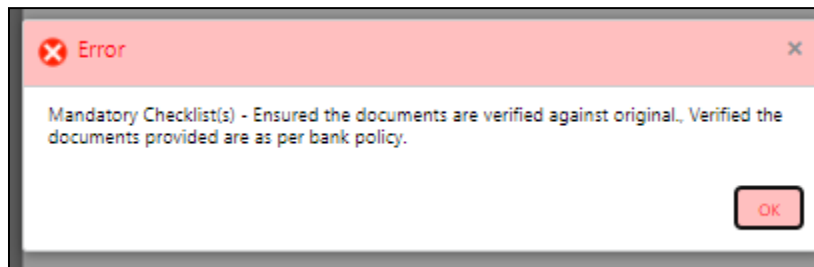 Error
Mandatory Checklist(s) - Ensured the documents are verified against original., Verified the
documents provided are as per bank policy.
OK